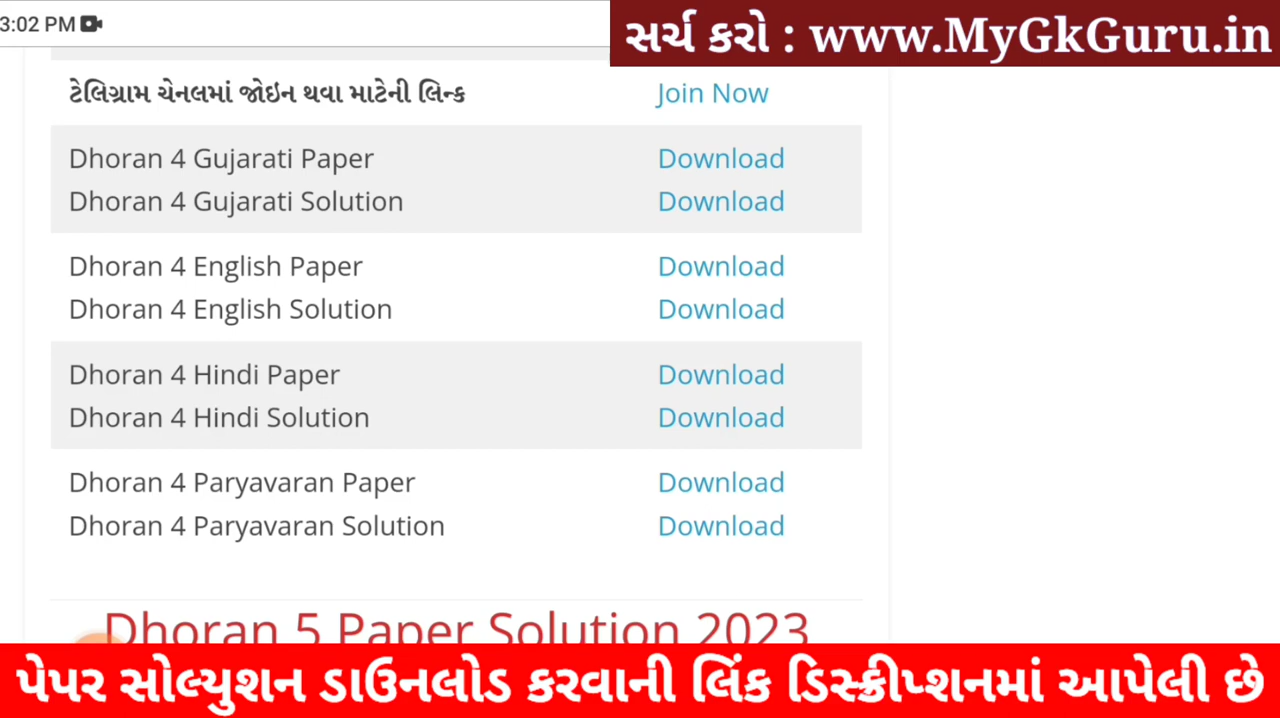 3:02 PM
સર્ચ કરો : www.MyGkGuru.in
ટેલિગ્રામ ચેનલમાં જોઇન થવા માટેની લિન્ક Join Now
Dhoran 4 Gujarati Paper Download
Dhoran 4 Gujarati Solution Download
Dhoran 4 English Paper Download
Dhoran 4 English Solution Download
Dhoran 4 Hindi Paper Download
Dhoran 4 Hindi Solution Download
Dhoran 4 Paryavaran Paper Download
Dhoran 4 Paryavaran Solution Download
Dhoran 5 Paper Solution 2023
પેપર સોલ્યુશન ડાઉનલોડ કરવાની લિંક ડિસ્ક્રીપ્શનમાં આપેલી છે